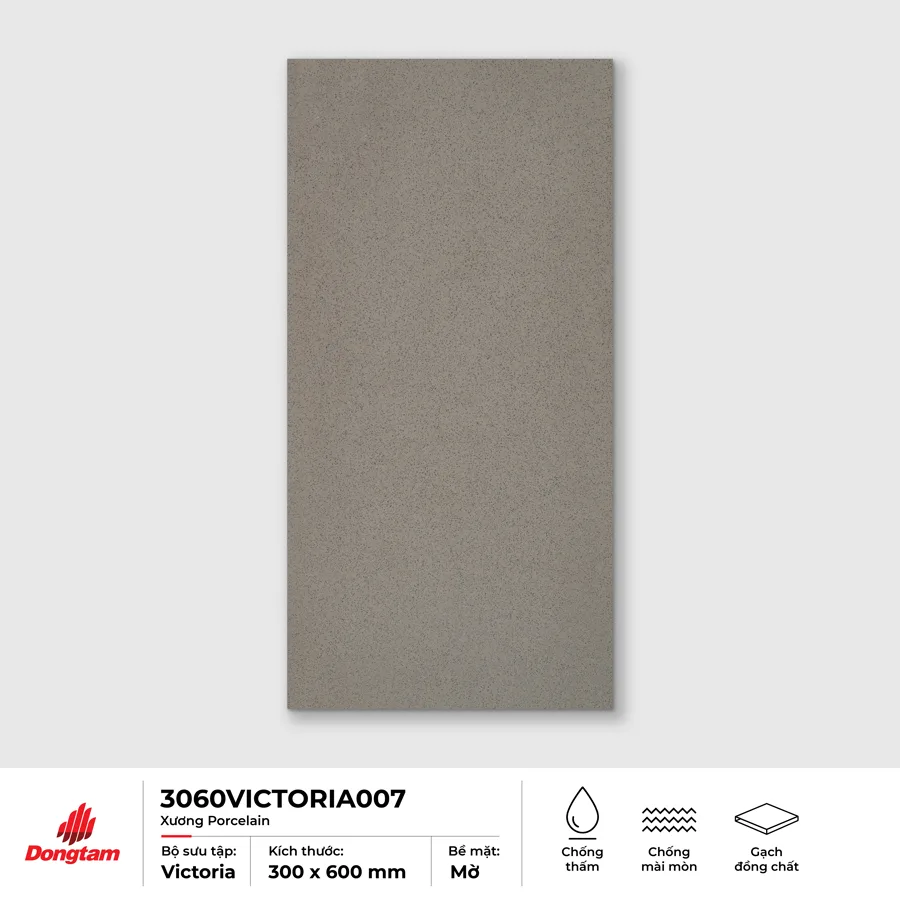 3060VICTORIA007
Xương Porcelain
Dongtam
Bộ sưu tập:
Victoria
Kích thước:
300 x 600 mm
Bề mặt:
Mờ
Chống
thấm
Chống
mài mòn
Gạch
đồng chất